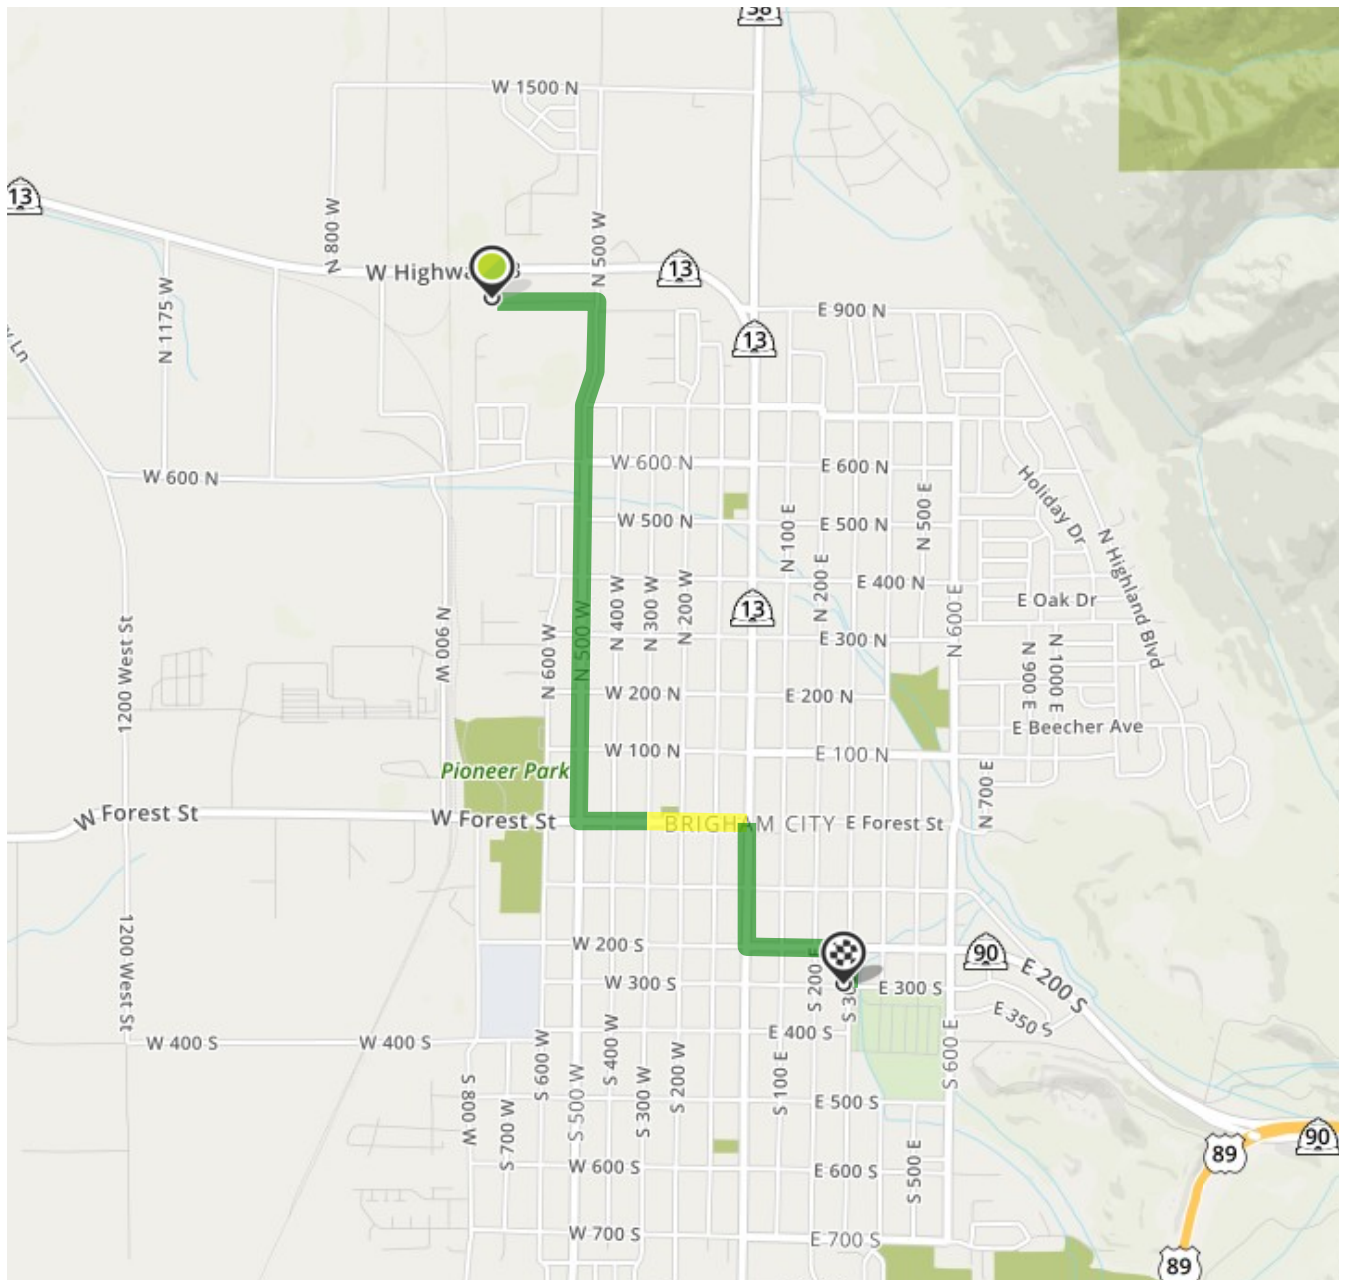 38
W 1500 N
13
N 800 W
N 500 W
W Highwa
13
N 1175 W
E 900 N
13
W 600 N
E 600 N
W 600 N
Holiday Dr
W 500 N
N 100 E
E 500 N
N 500 E
N Highland Blvd
N 200 E
E 400 N
N 400 W
N 300 W
N 200 W
13
N 600 E
E Oak Dr
1200 West St
N 900 W
N 600 W
N 500 W
E 300 N
N 900 E
N 1000 E
W 200 N
E 200 N
E Beecher Ave
W 100 N
E 100 N
Pioneer Park
N 700 E
W Forest St
W Forest St
BRIGHAM CITY
E Forest St
1200 West St
W 200 S
90
E 200 S
W 300 S
S 200
S 30
E 300 S
E 350 S
W 400 S
W 400 S
E 400 S
S 600 W
S 400 W
S 600 E
S 800 W
S 700 W
S 500 W
S 300 W
S 200 W
S 100 E
E 500 S
89
90
W 600 S
E 600 S
S 500 E
W 700 S
E 700 S
89